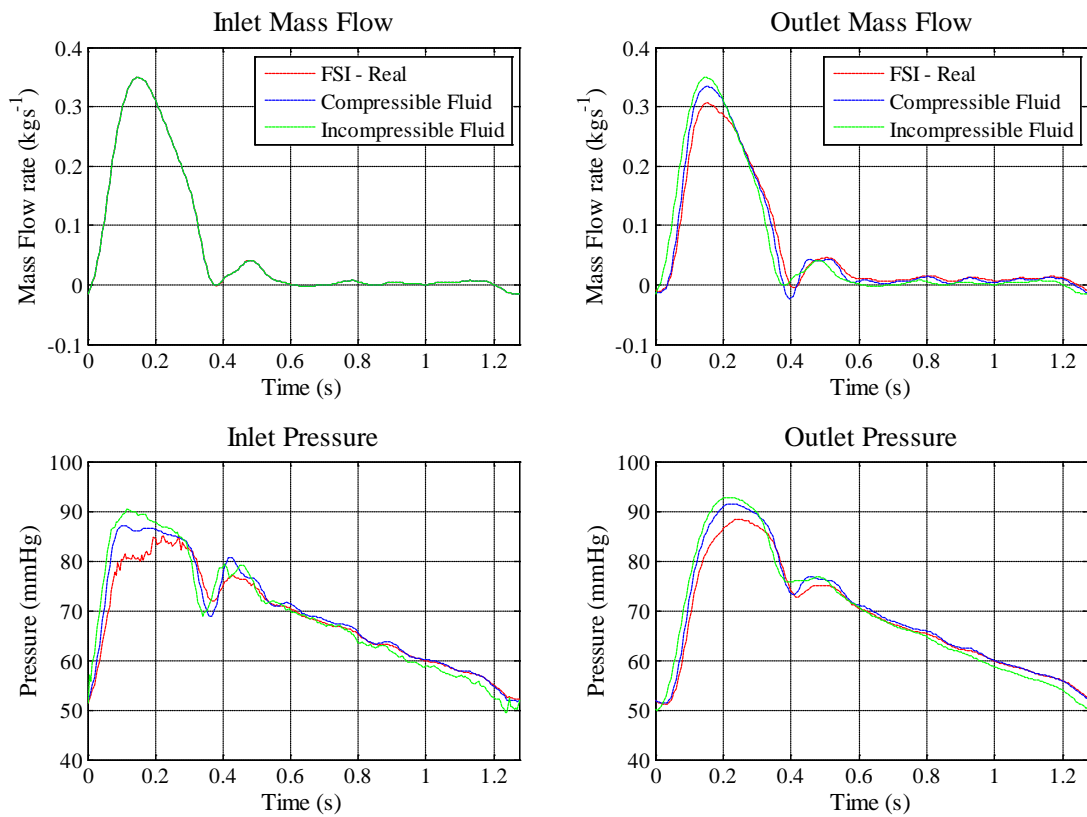 Inlet Mass Flow
0.4
0.3
0.2
0.1
0
-0.1
Mass Flow rate (kgs⁻¹)
FSI - Real
Compressible Fluid
Incompressible Fluid
0 0.2 0.4 0.6 0.8 1 1.2
Time (s)
Outlet Mass Flow
0.4
0.3
0.2
0.1
0
-0.1
Mass Flow rate (kgs⁻¹)
FSI - Real
Compressible Fluid
Incompressible Fluid
0 0.2 0.4 0.6 0.8 1 1.2
Time (s)
Inlet Pressure
100
90
80
70
60
50
40
Pressure (mmHg)
0 0.2 0.4 0.6 0.8 1 1.2
Time (s)
Outlet Pressure
100
90
80
70
60
50
40
Pressure (mmHg)
0 0.2 0.4 0.6 0.8 1 1.2
Time (s)